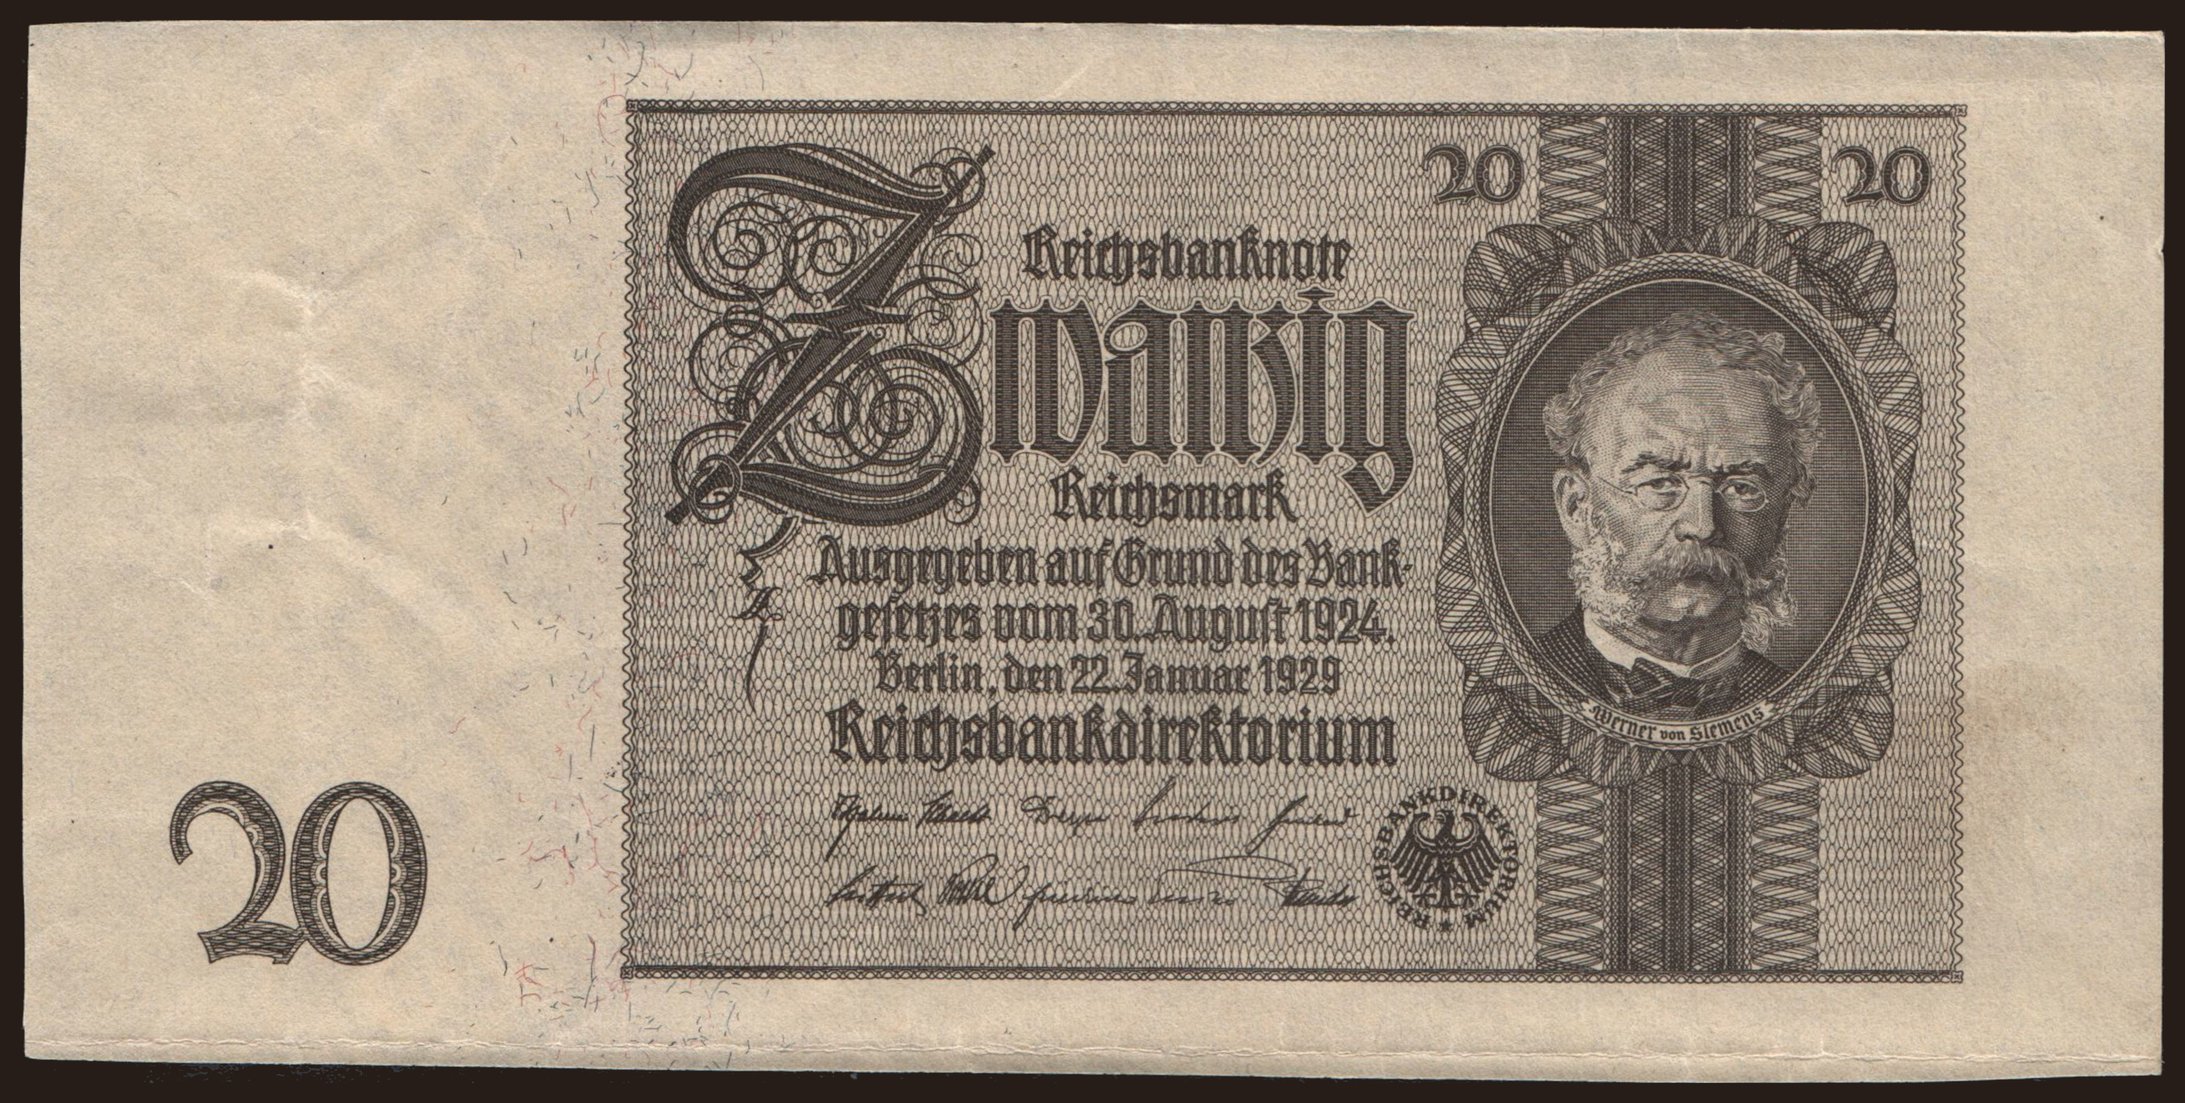 20 20
Reichsbanknote
Zwanzig
Reichsmark
Ausgegeben auf Grund des Bank-
gesetzes vom 30. August 1924.
Berlin, den 22. Januar 1929
Reichsbankdirektorium
Werner von Siemens
REICHSBANKDIREKTORIUM
20